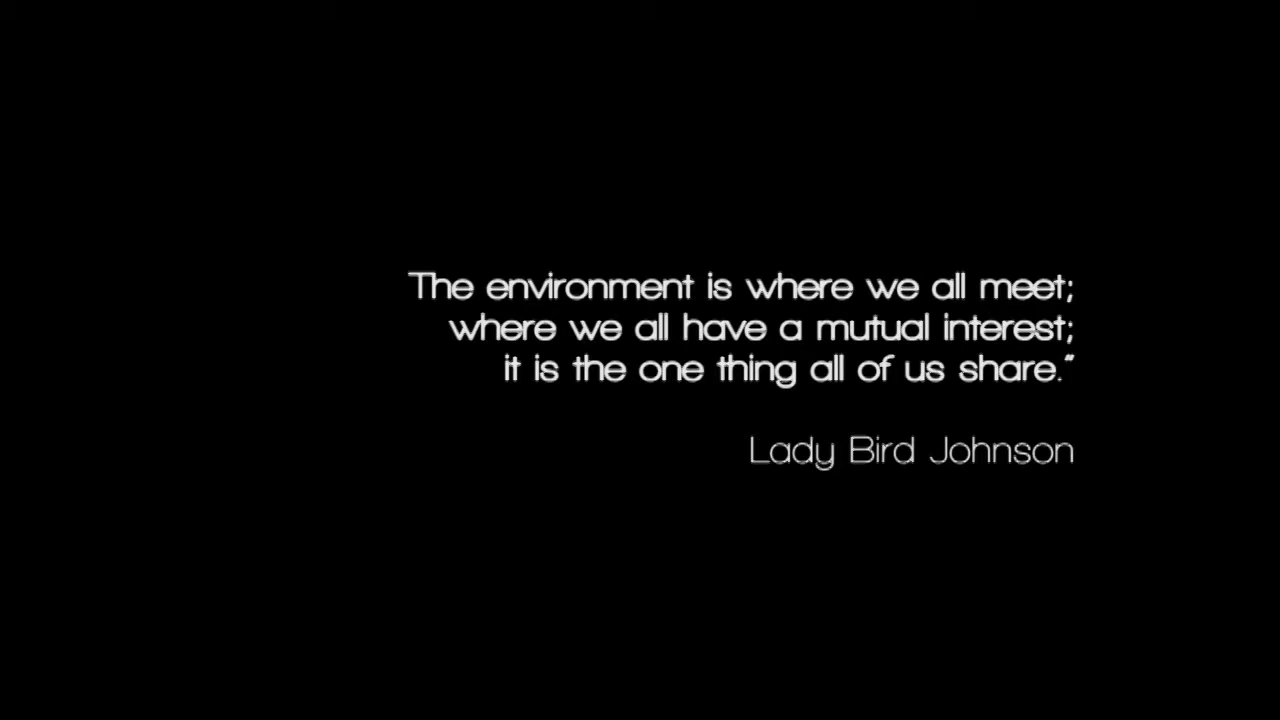 The environment is where we all meet;
where we all have a mutual interest;
it is the one thing all of us share.”
Lady Bird Johnson